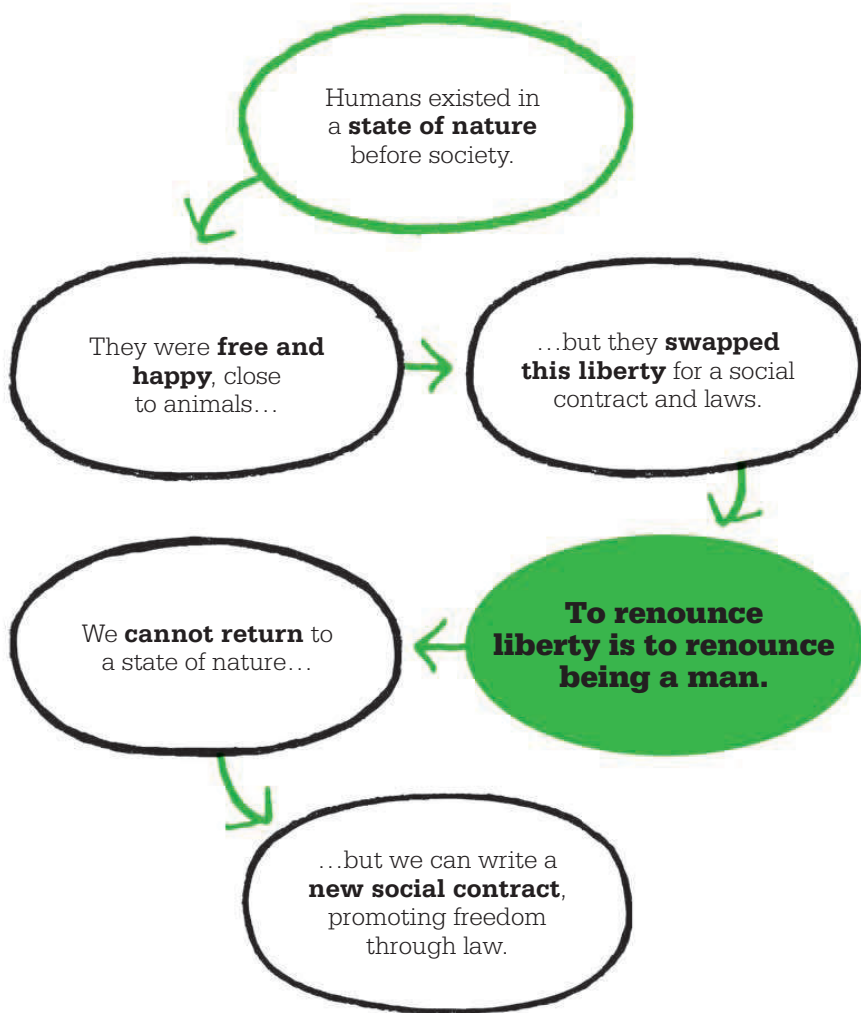 Humans existed in
a state of nature
before society.
They were free and
happy, close
to animals…
…but they swapped
this liberty for a social
contract and laws.
To renounce
liberty is to renounce
being a man.
We cannot return to
a state of nature…
…but we can write a
new social contract,
promoting freedom
through law.